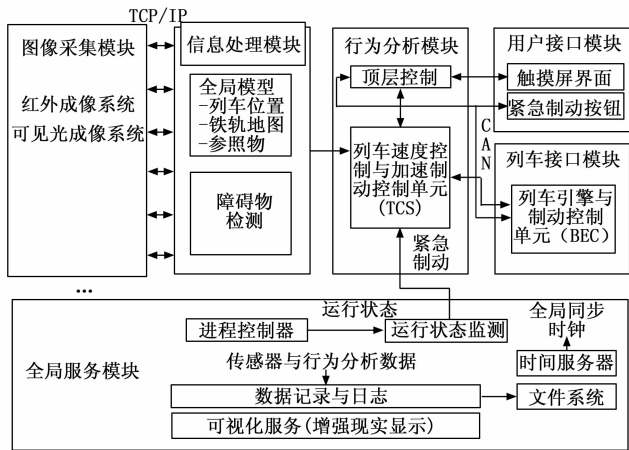 TCP/IP
图像采集模块
红外成像系统
可见光成像系统
...
信息处理模块
全局模型
-列车位置
-铁轨地图
-参照物
障碍物
检测
行为分析模块
顶层控制
列车速度控
制与加速制
动控制单元
(TCS)
紧急
制动
用户接口模块
触摸屏界面
紧急制动按钮
CAN
列车接口模块
列车引擎与
制动控制
单元（BEC）
全局服务模块
运行状态
进程控制器
运行状态监测
全局同步
时钟
时间服务器
传感器与行为分析数据
数据记录与日志
文件系统
可视化服务(增强现实显示)